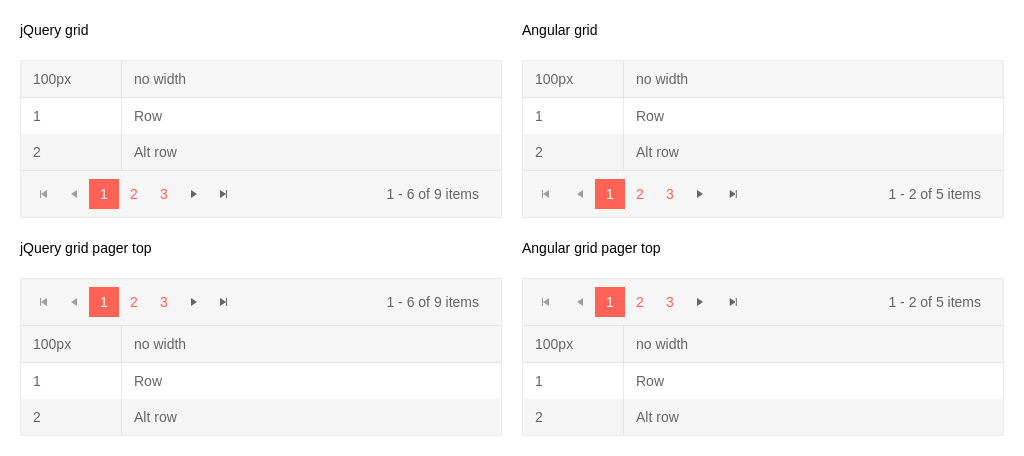 jQuery grid
100px no width
1 Row
2 Alt row
1 2 3 1 - 6 of 9 items
Angular grid
100px no width
1 Row
2 Alt row
1 2 3 1 - 2 of 5 items
jQuery grid pager top
1 2 3 1 - 6 of 9 items
100px no width
1 Row
2 Alt row
Angular grid pager top
1 2 3 1 - 2 of 5 items
100px no width
1 Row
2 Alt row